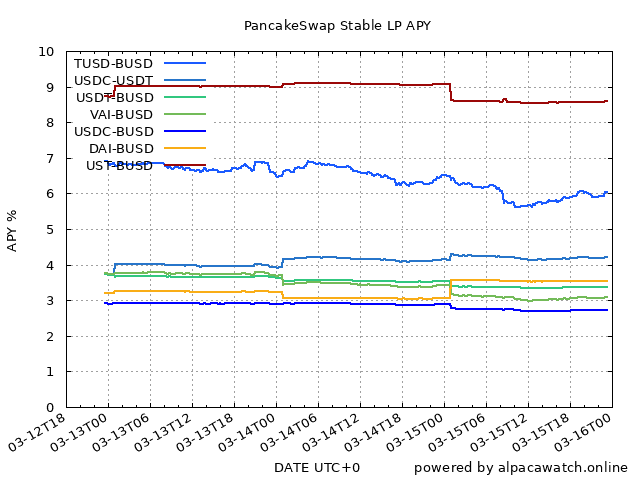 PancakeSwap Stable LP APY
10
9
8
7
6
5
4
3
2
1
0
APY %
TUSD-BUSD
USDC-USDT
USDT-BUSD
VAI-BUSD
USDC-BUSD
DAI-BUSD
UST-BUSD
03-12T18
03-13T00
03-13T06
03-13T12
03-13T18
03-14T00
03-14T06
03-14T12
03-14T18
03-15T00
03-15T06
03-15T12
03-15T18
03-16T00
DATE UTC+0
powered by alpacawatch.online